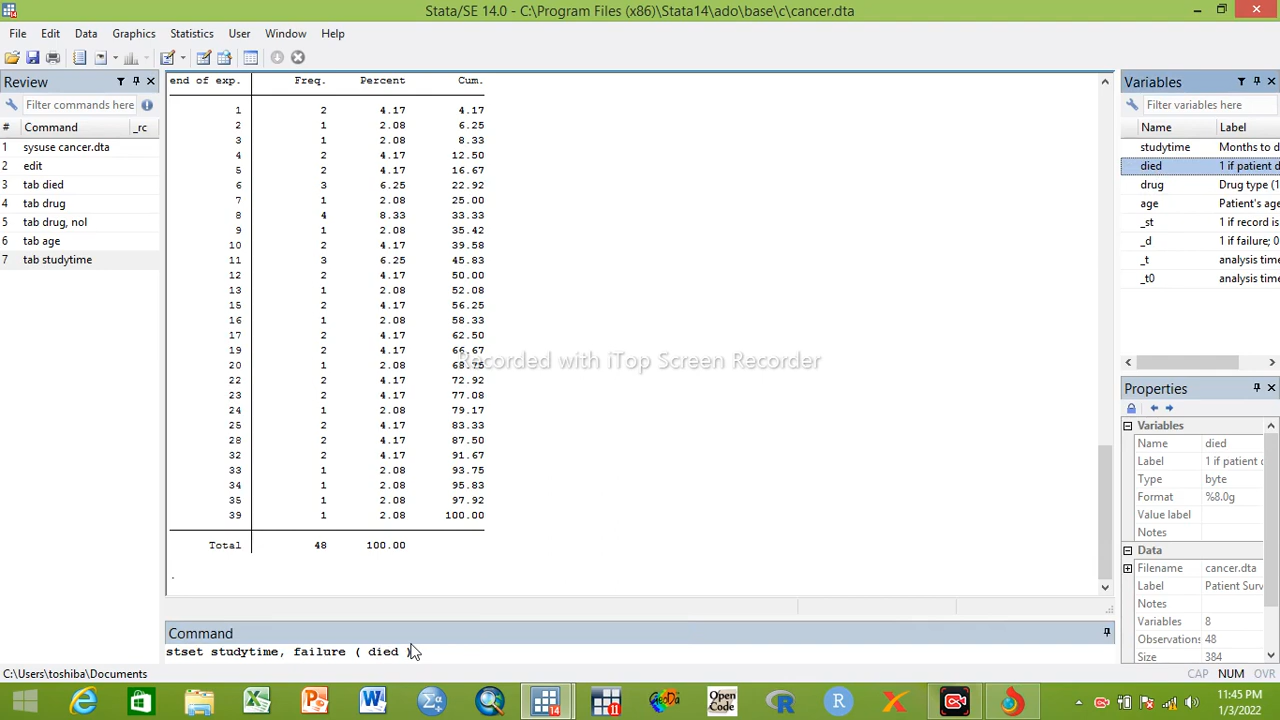 Stata/SE 14.0 - C:\Program Files (x86)\Stata14\ado\base\c\cancer.dta
File Edit Data Graphics Statistics User Window Help
Review
Filter commands here
# Command _rc
1 sysuse cancer.dta
2 edit
3 tab died
4 tab drug
5 tab drug, nol
6 tab age
7 tab studytime
end of exp. Freq. Percent Cum.
1 2 4.17 4.17
2 1 2.08 6.25
3 1 2.08 8.33
4 2 4.17 12.50
5 2 4.17 16.67
6 3 6.25 22.92
7 1 2.08 25.00
8 4 8.33 33.33
9 1 2.08 35.42
10 2 4.17 39.58
11 3 6.25 45.83
12 2 4.17 50.00
13 1 2.08 52.08
15 2 4.17 56.25
16 1 2.08 58.33
17 2 4.17 62.50
19 2 4.17 66.67
20 1 2.08 68.75
22 2 4.17 72.92
23 2 4.17 77.08
24 1 2.08 79.17
25 2 4.17 83.33
28 2 4.17 87.50
32 2 4.17 91.67
33 1 2.08 93.75
34 1 2.08 95.83
35 1 2.08 97.92
39 1 2.08 100.00
Total 48 100.00
.
Recorded with iTop Screen Recorder
Command
stset studytime, failure ( died )
Variables
Filter variables here
Name Label
studytime Months to d
died 1 if patient d
drug Drug type (1
age Patient's age
_st 1 if record is
_d 1 if failure; 0
_t analysis time
_t0 analysis time
Properties
Variables
Name died
Label 1 if patient d
Type byte
Format %8.0g
Value label
Notes
Data
Filename cancer.dta
Label Patient Surv
Notes
Variables 8
Observations 48
Size 384
C:\Users\toshiba\Documents
CAP NUM OVR
14
11
GeoDa
Open
Code
R
R
11:45 PM
1/3/2022